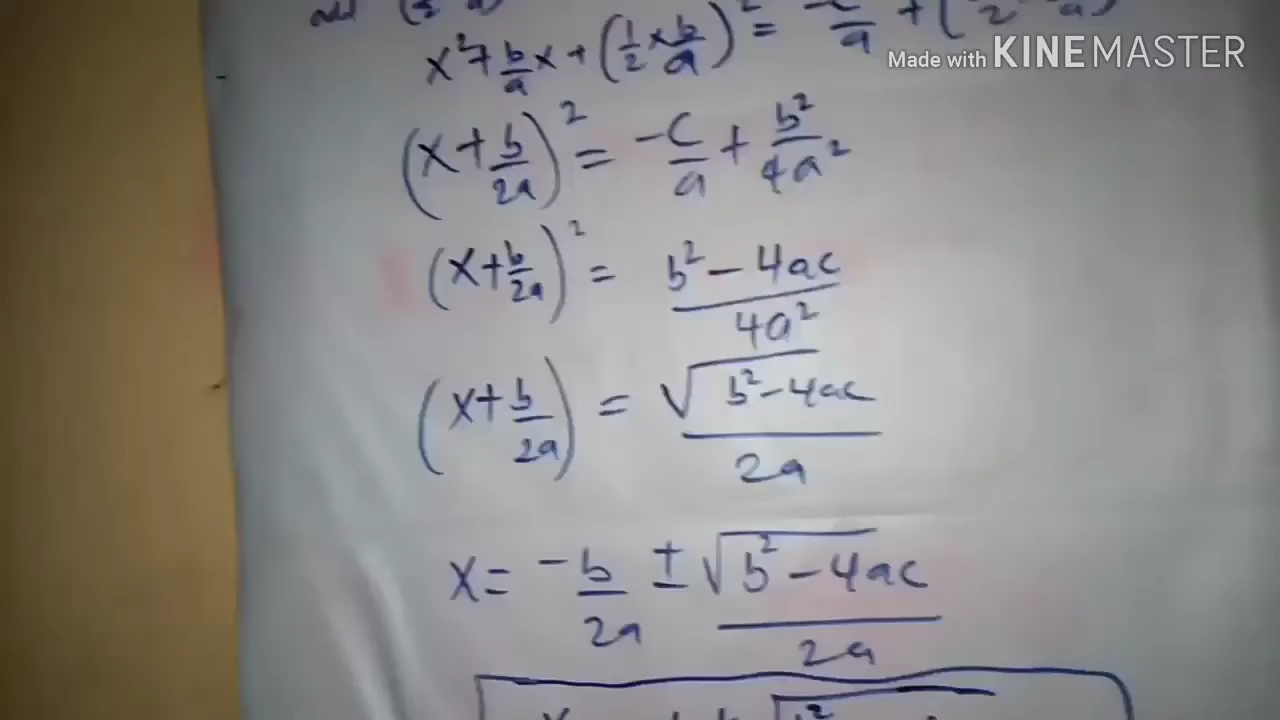 x² + b/a x + (1/2 × b/a)² = -c/a + (
Made with KINEMASTER
(x + b/2a)² = -c/a + b²/4a²
(x + b/2a)² = b² - 4ac / 4a²
(x + b/2a) = √b² - 4ac / 2a
x = -b/2a ± √b² - 4ac / 2a